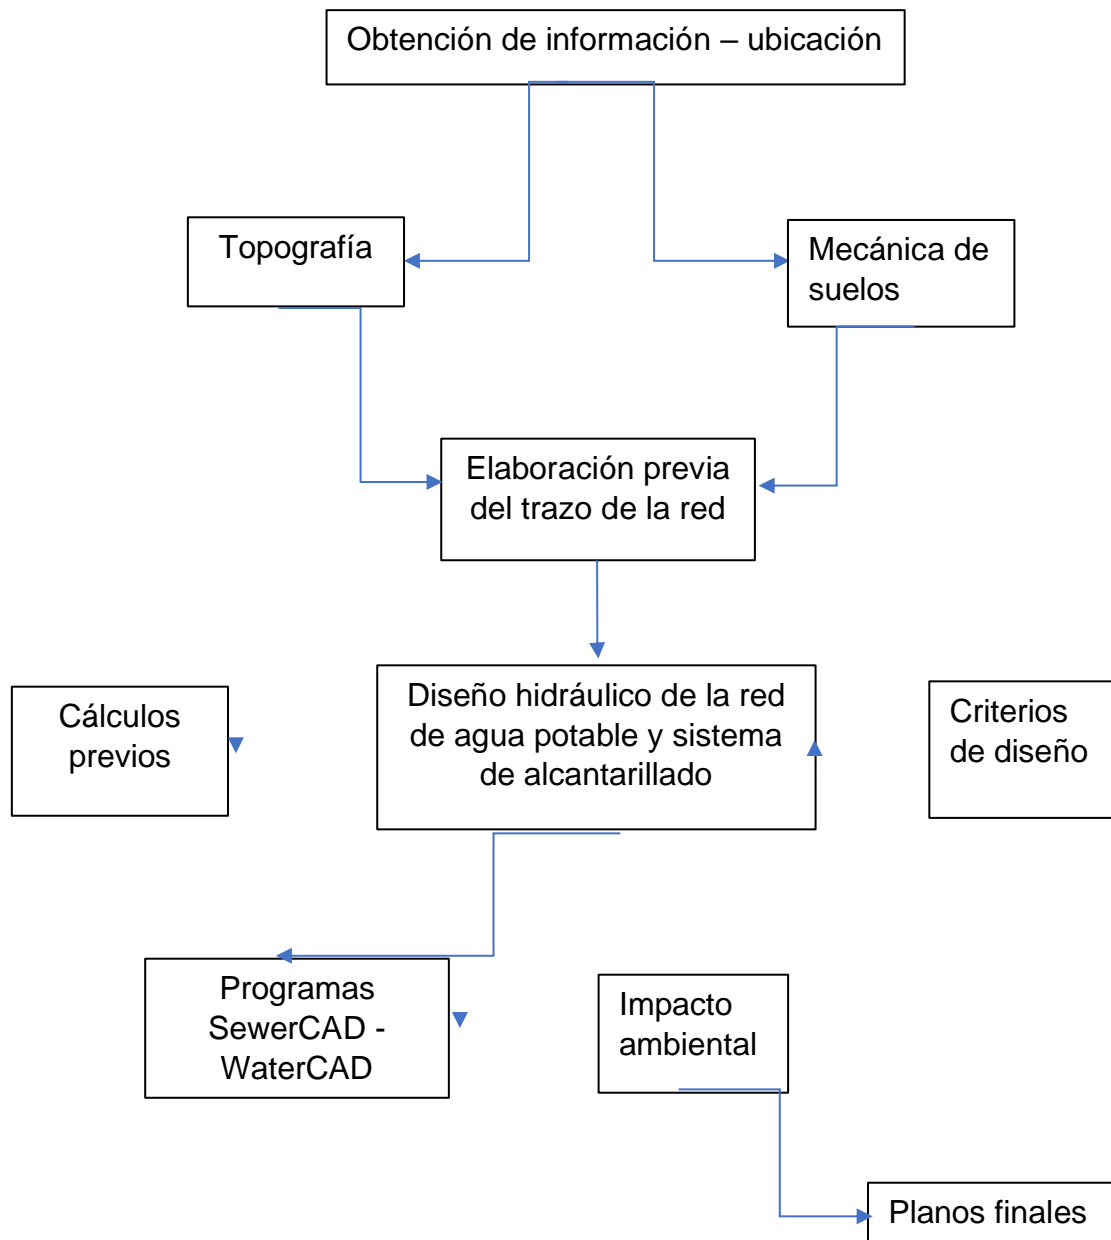 Obtención de información – ubicación
Topografía
Mecánica de
suelos
Elaboración previa
del trazo de la red
Cálculos
previos
Diseño hidráulico de la red
de agua potable y sistema
de alcantarillado
Criterios
de diseño
Programas
SewerCAD -
WaterCAD
Impacto
ambiental
Planos finales